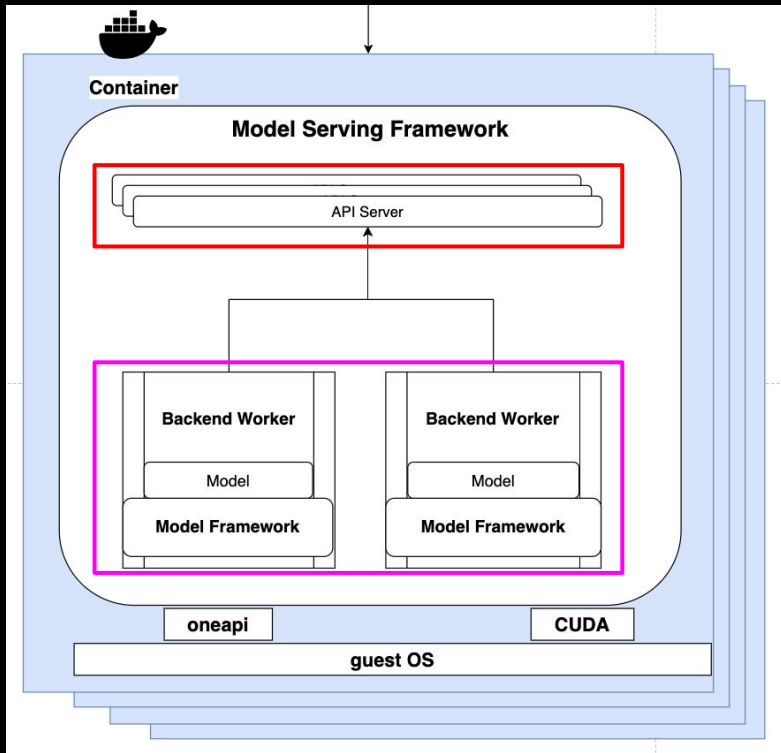 Container
Model Serving Framework
API Server
Backend Worker
Backend Worker
Model
Model
Model Framework
Model Framework
oneapi
CUDA
guest OS